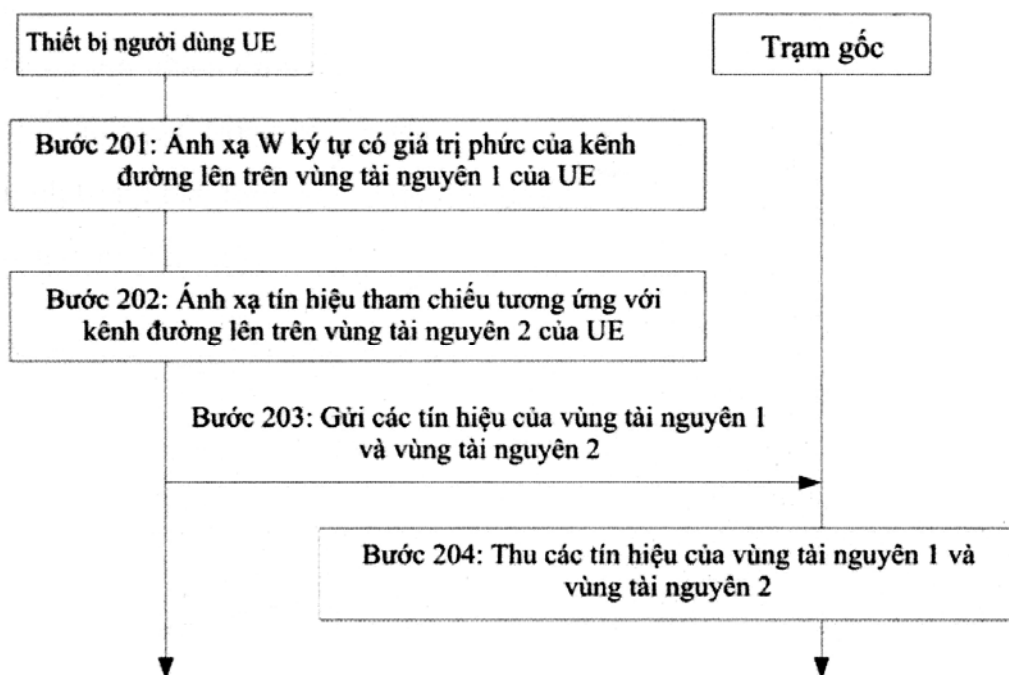 Thiết bị người dùng UE
Trạm gốc
Bước 201: Ánh xạ W ký tự có giá trị phức của kênh
đường lên trên vùng tài nguyên 1 của UE
Bước 202: Ánh xạ tín hiệu tham chiếu tương ứng với
kênh đường lên trên vùng tài nguyên 2 của UE
Bước 203: Gửi các tín hiệu của vùng tài nguyên 1
và vùng tài nguyên 2
Bước 204: Thu các tín hiệu của vùng tài nguyên 1 và
vùng tài nguyên 2